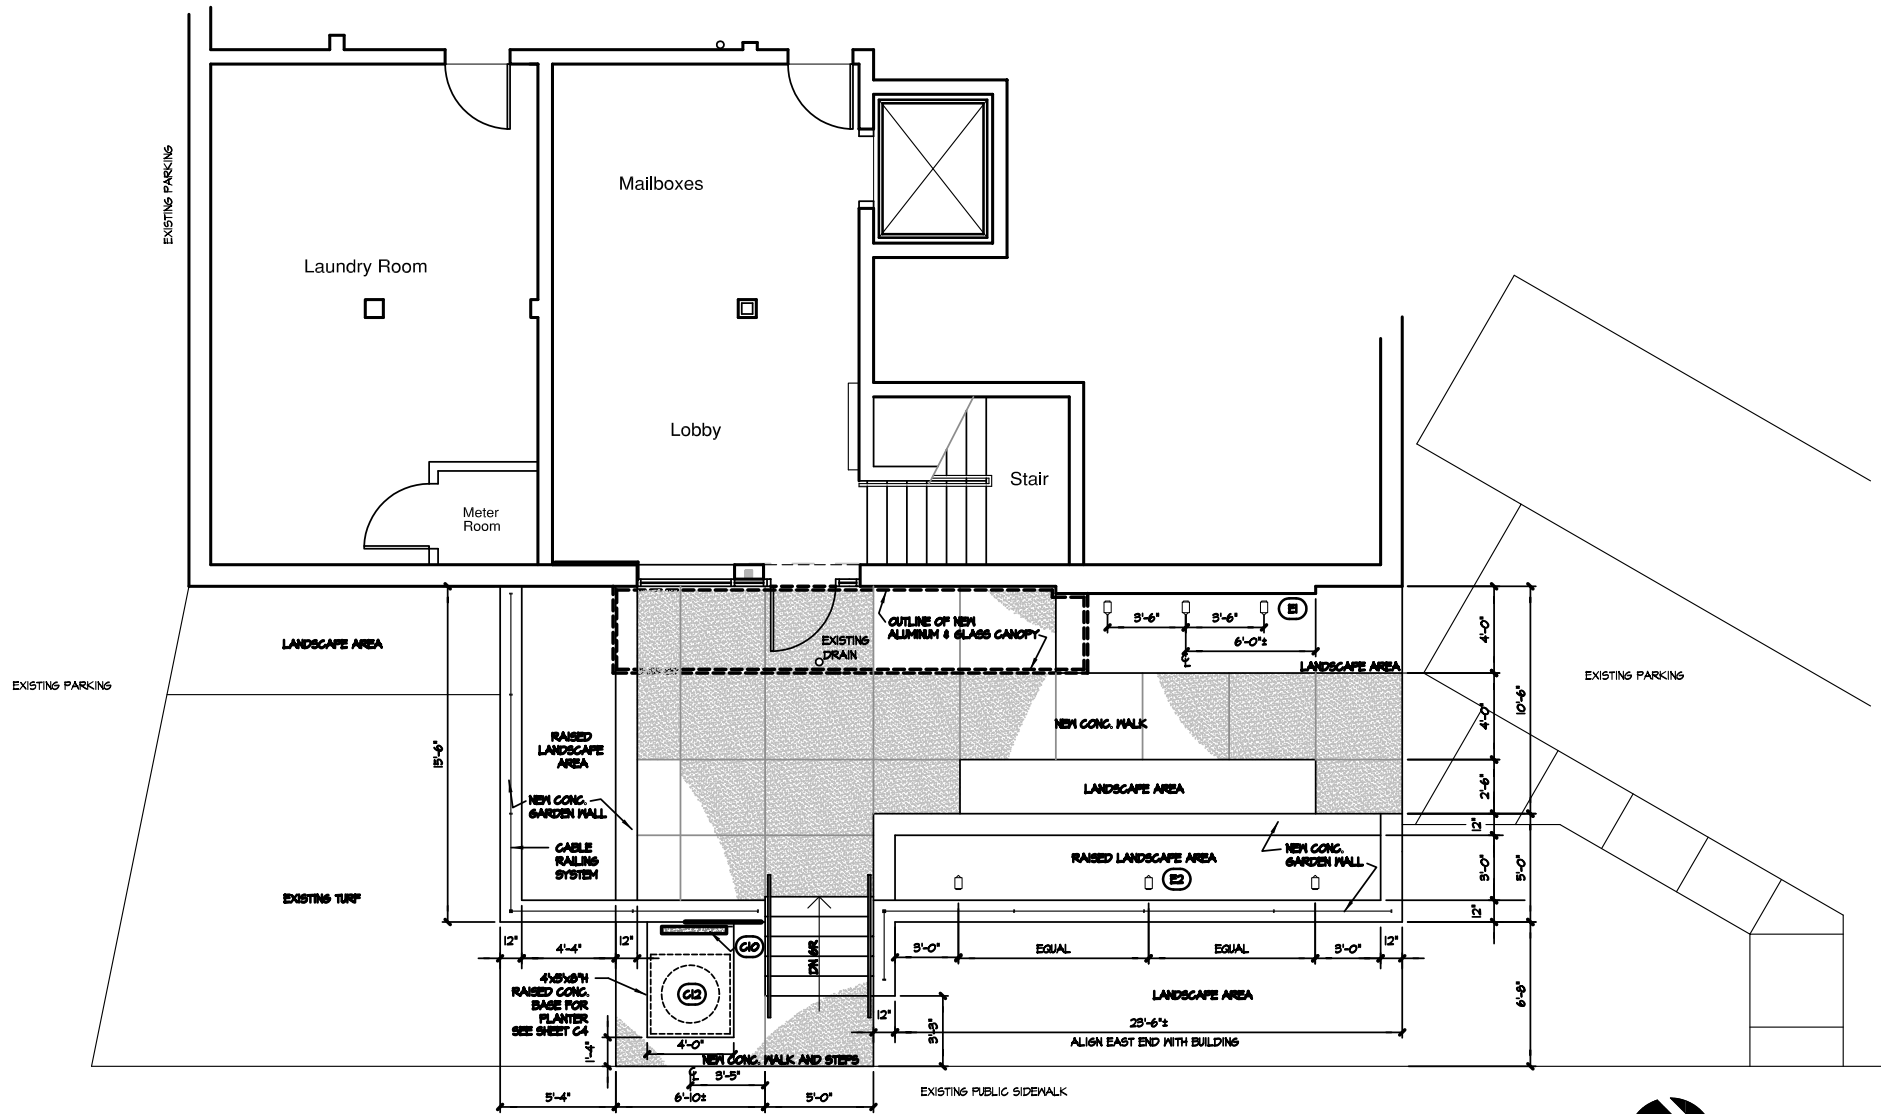 EXISTING PARKING
Mailboxes
Laundry Room
Lobby
Stair
Meter
Room
OUTLINE OF NEW
ALUMINUM & GLASS CANOPY
EXISTING
DRAIN
E1
3'-6"
3'-6"
6'-0"±
LANDSCAPE AREA
LANDSCAPE AREA
4'-0"
EXISTING PARKING
EXISTING PARKING
10'-6"
NEW CONC. WALK
4'-0"
RAISED
LANDSCAPE
AREA
15'-6"
LANDSCAPE AREA
2'-6"
NEW CONC.
GARDEN WALL
12"
CABLE
RAILING
SYSTEM
RAISED LANDSCAPE AREA
NEW CONC.
GARDEN WALL
E2
3'-0"
5'-0"
EXISTING TURF
12"
12"
4'-4"
12"
C10
DN 6R
3'-0"
EQUAL
EQUAL
3'-0"
12"
4'x5'x8"H
RAISED CONC.
BASE FOR
PLANTER
SEE SHEET C4
C12
LANDSCAPE AREA
6'-8"
12"
23'-6"±
3'-3"
ALIGN EAST END WITH BUILDING
1'-4"
4'-0"
NEW CONC. WALK AND STEPS
3'-5"
EXISTING PUBLIC SIDEWALK
5'-4"
6'-10±
5'-0"